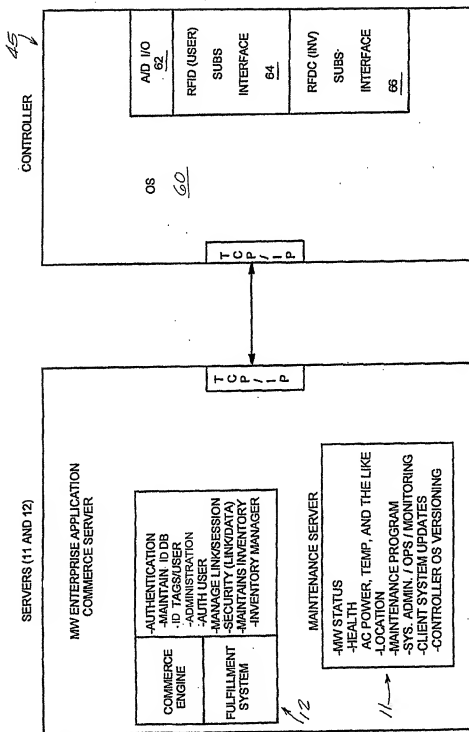 SERVERS (11 AND 12)
MW ENTERPRISE APPLICATION
COMMERCE SERVER
COMMERCE
ENGINE
FULFILLMENT
SYSTEM
-AUTHENTICATION
-MAINTAIN ID DB
-ID TAGS/USER
-ADMINISTRATION
-AUTH USER
-MANAGE LINK/SESSION
-SECURITY (LINK/DATA)
-MAINTAINS INVENTORY
-INVENTORY MANAGER
12
MAINTENANCE SERVER
-MW STATUS
-HEALTH
AC POWER, TEMP, AND THE LIKE
-LOCATION
-MAINTENANCE PROGRAM
-SYS. ADMIN. / OPS / MONITORING
-CLIENT SYSTEM UPDATES
-CONTROLLER OS VERSIONING
11
TCP/IP
TCP/IP
CONTROLLER
45
OS
60
A/D I/O
62
RFID (USER)
SUBS
INTERFACE
64
RFDC (INV)
SUBS
INTERFACE
66